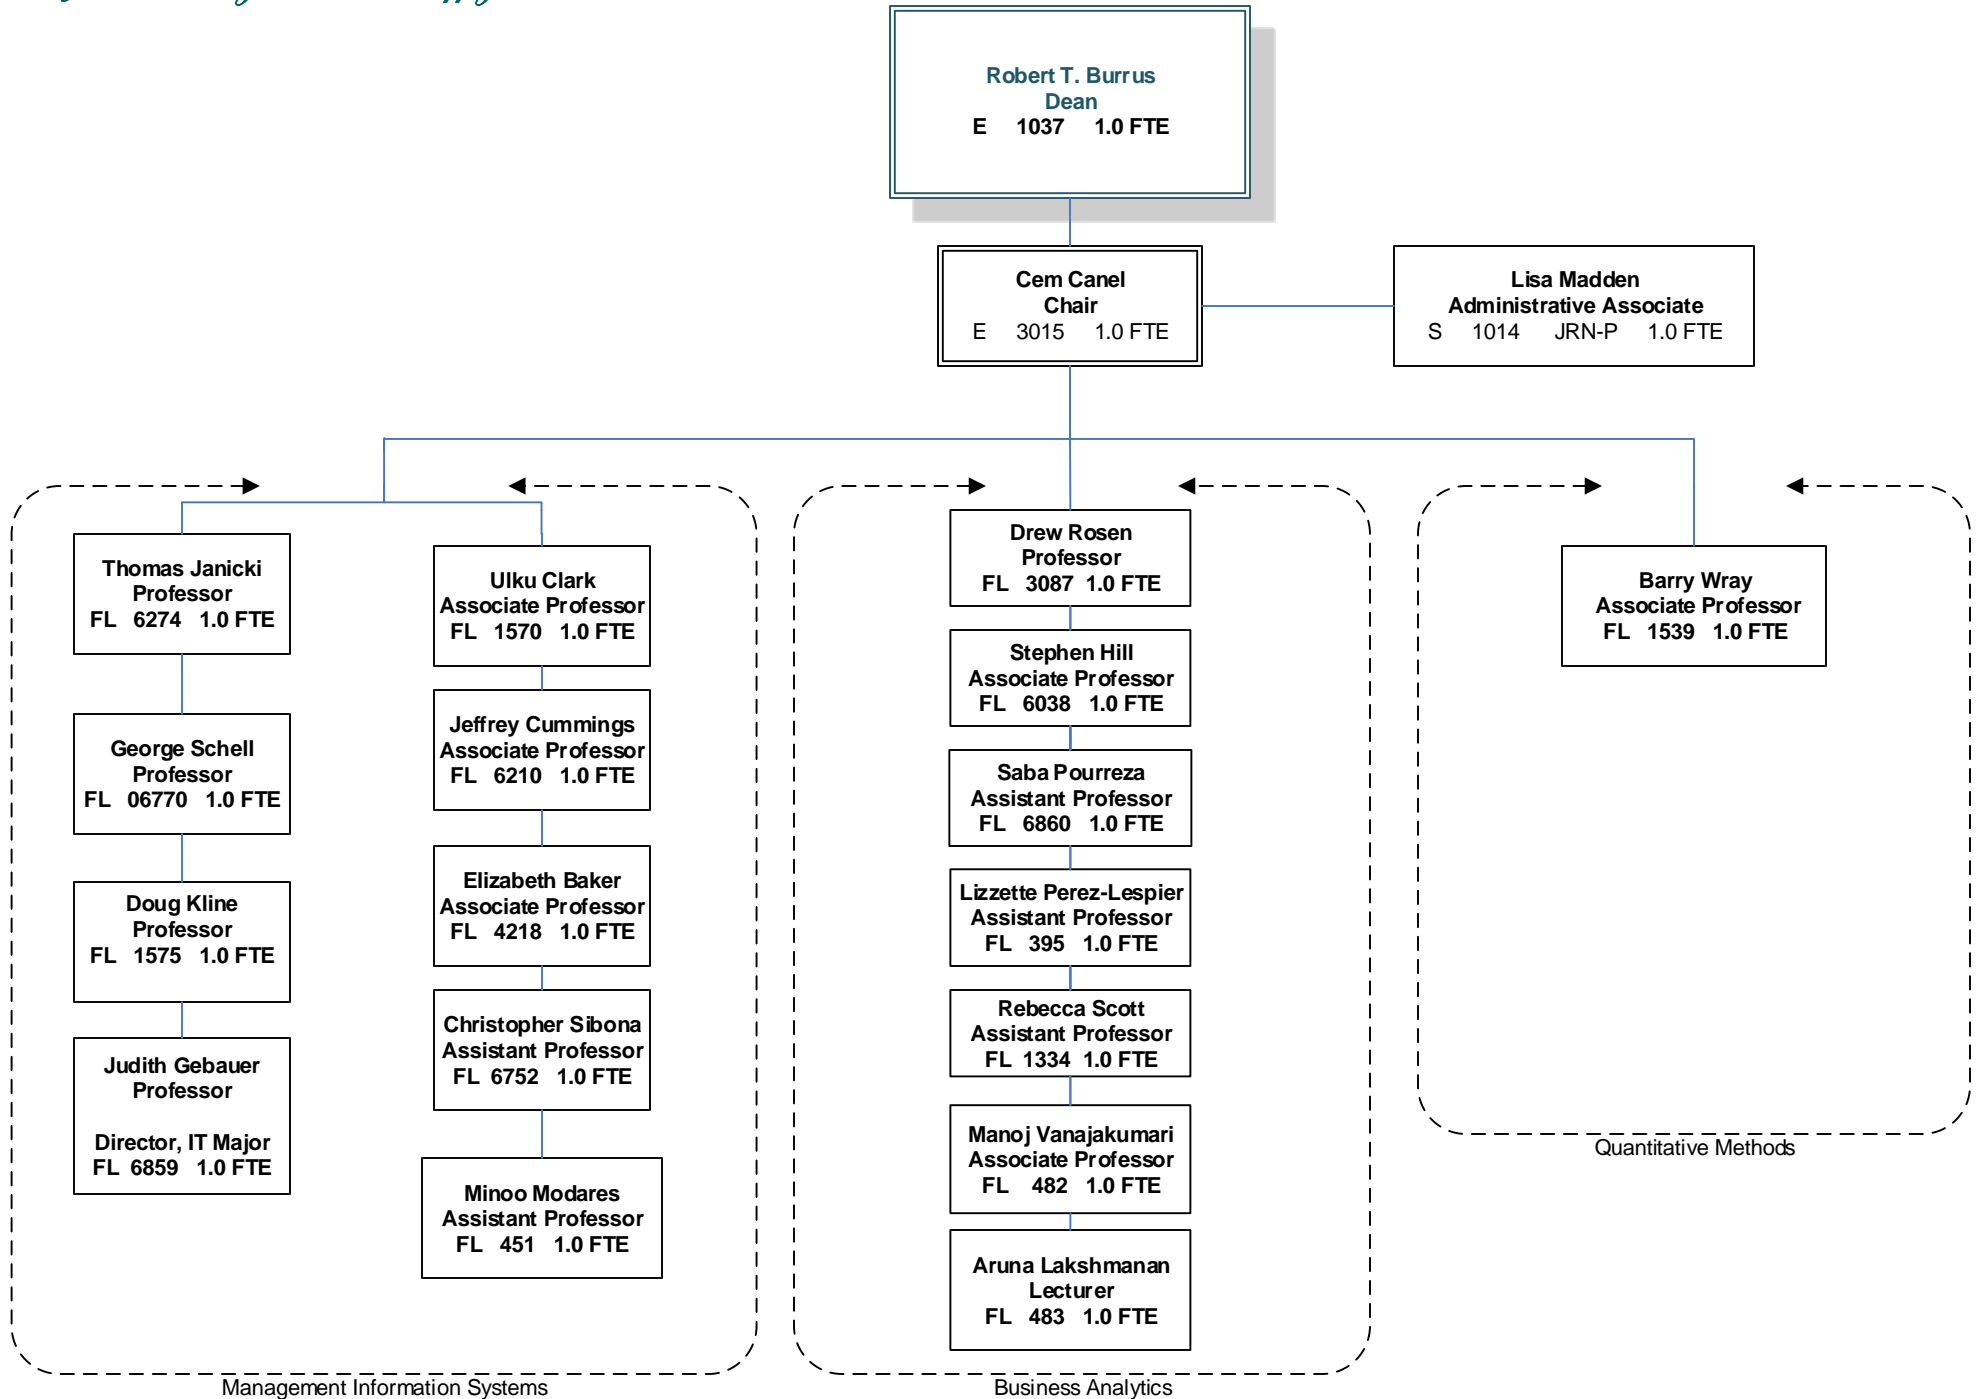 Robert T. Burrus
Dean
E 1037 1.0 FTE
Cem Canel
Chair
E 3015 1.0 FTE
Lisa Madden
Administrative Associate
S 1014 JRN-P 1.0 FTE
Thomas Janicki
Professor
FL 6274 1.0 FTE
George Schell
Professor
FL 06770 1.0 FTE
Doug Kline
Professor
FL 1575 1.0 FTE
Judith Gebauer
Professor
Director, IT Major
FL 6859 1.0 FTE
Ulku Clark
Associate Professor
FL 1570 1.0 FTE
Jeffrey Cummings
Associate Professor
FL 6210 1.0 FTE
Elizabeth Baker
Associate Professor
FL 4218 1.0 FTE
Christopher Sibona
Assistant Professor
FL 6752 1.0 FTE
Minoo Modares
Assistant Professor
FL 451 1.0 FTE
Management Information Systems
Drew Rosen
Professor
FL 3087 1.0 FTE
Stephen Hill
Associate Professor
FL 6038 1.0 FTE
Saba Pourreza
Assistant Professor
FL 6860 1.0 FTE
Lizzette Perez-Lespier
Assistant Professor
FL 395 1.0 FTE
Rebecca Scott
Assistant Professor
FL 1334 1.0 FTE
Manoj Vanajakumari
Associate Professor
FL 482 1.0 FTE
Aruna Lakshmanan
Lecturer
FL 483 1.0 FTE
Business Analytics
Barry Wray
Associate Professor
FL 1539 1.0 FTE
Quantitative Methods